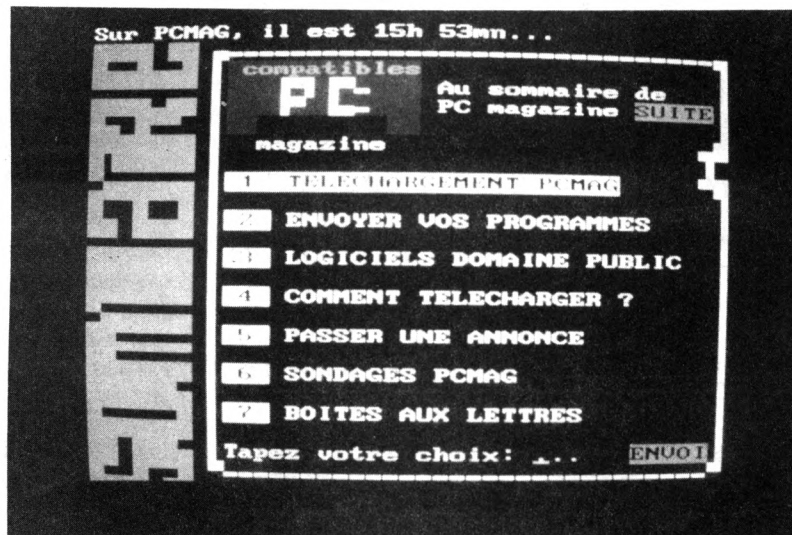 Sur PCMAG, il est 15h 53mn...
SOMMAIRE
compatibles
PC
magazine
Au sommaire de
PC magazine SUITE
1 TELECHARGEMENT PCMAG
2 ENVOYER VOS PROGRAMMES
3 LOGICIELS DOMAINE PUBLIC
4 COMMENT TELECHARGER ?
5 PASSER UNE ANNONCE
6 SONDAGES PCMAG
7 BOITES AUX LETTRES
Tapez votre choix: _.. ENVOI